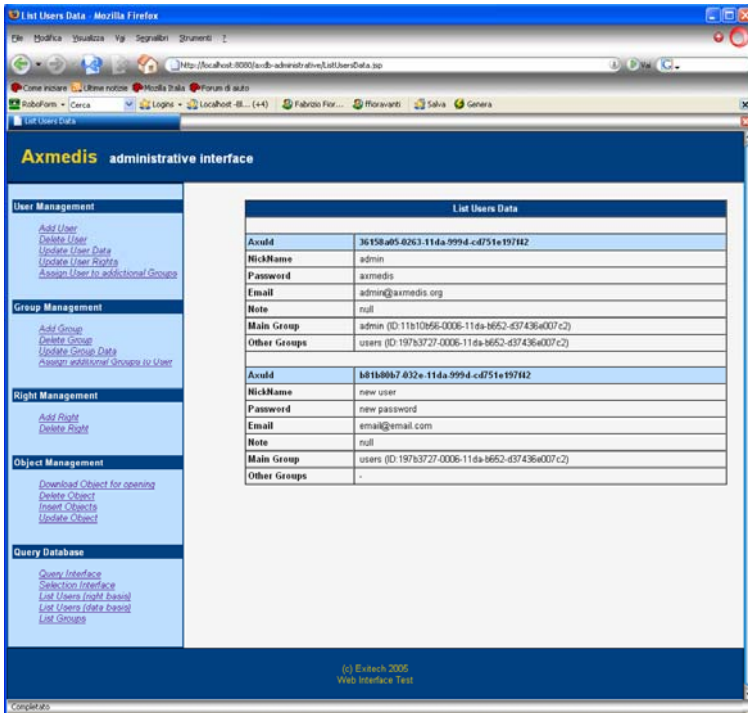 List Users Data - Mozilla Firefox
File Modifica Visualizza Vai Segnalibri Strumenti ?
http://localhost:8080/axdb-administrative/ListUsersData.jsp Vai
Come iniziare Ultime notizie Mozilla Italia Forum di aiuto
RoboForm Cerca Logins Localhost -8... (+4) Fabrizio Fior... ffioravanti Salva Genera
List Users Data
Axmedis administrative interface
User Management
Add User
Delete User
Update User Data
Update User Rights
Assign User to addictional Groups
Group Management
Add Group
Delete Group
Update Group Data
Assign additional Groups to User
Right Management
Add Right
Delete Right
Object Management
Download Object for opening
Delete Object
Insert Objects
Update Object
Query Database
Query Interface
Selection Interface
List Users (right basis)
List Users (data basis)
List Groups
List Users Data
AxuId 36158a05-0263-11da-999d-cd751e197f42
NickName admin
Password axmedis
Email admin@axmedis.org
Note null
Main Group admin (ID:11b10b56-0006-11da-b652-d37436e007c2)
Other Groups users (ID:197b3727-0006-11da-b652-d37436e007c2)
AxuId b81b80b7-032e-11da-999d-cd751e197f42
NickName new user
Password new password
Email email@email.com
Note null
Main Group users (ID:197b3727-0006-11da-b652-d37436e007c2)
Other Groups -
(c) Exitech 2005
Web Interface Test
Completato